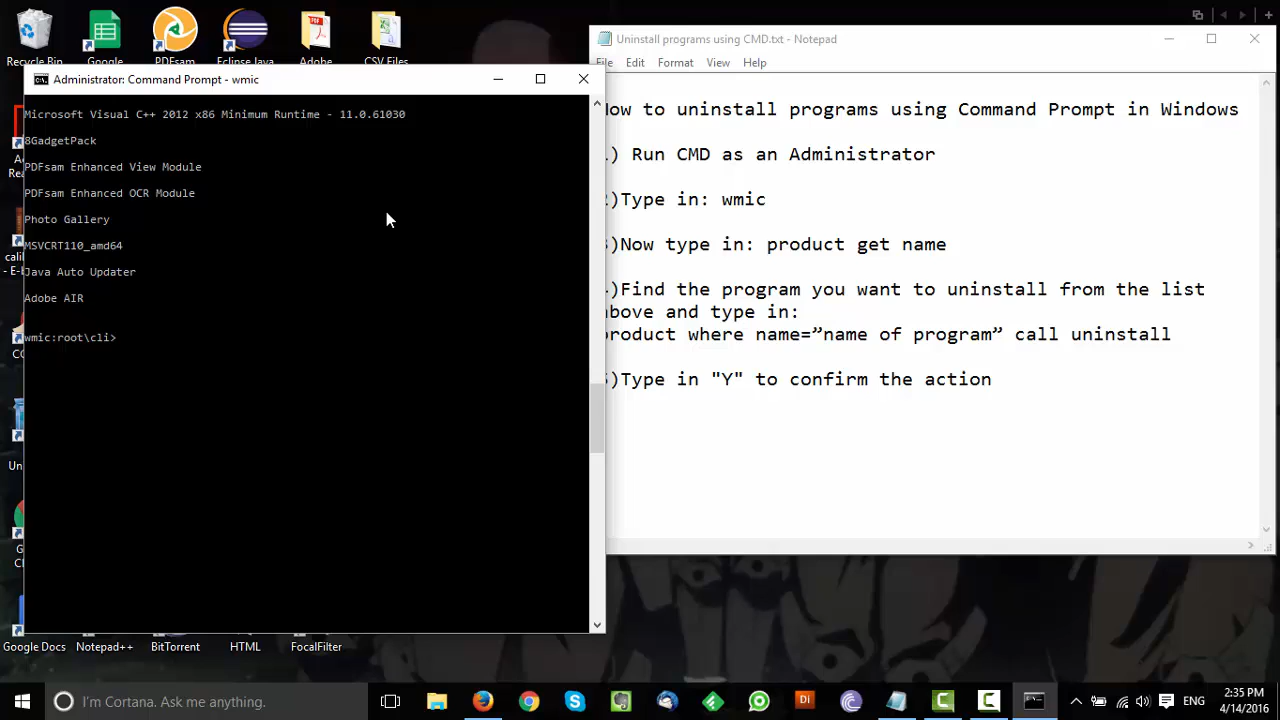 Recycle Bin
Google
PDFsam
Eclipse Java
Adobe
CSV Files
Administrator: Command Prompt - wmic
Microsoft Visual C++ 2012 x86 Minimum Runtime - 11.0.61030
8GadgetPack
PDFsam Enhanced View Module
PDFsam Enhanced OCR Module
Photo Gallery
MSVCRT110_amd64
Java Auto Updater
Adobe AIR
wmic:root\cli>
Uninstall programs using CMD.txt - Notepad
File Edit Format View Help
How to uninstall programs using Command Prompt in Windows
) Run CMD as an Administrator
)Type in: wmic
)Now type in: product get name
)Find the program you want to uninstall from the list
above and type in:
product where name=”name of program” call uninstall
)Type in "Y" to confirm the action
Google Docs
Notepad++
BitTorrent
HTML
FocalFilter
I'm Cortana. Ask me anything.
Di
ENG
2:35 PM
4/14/2016